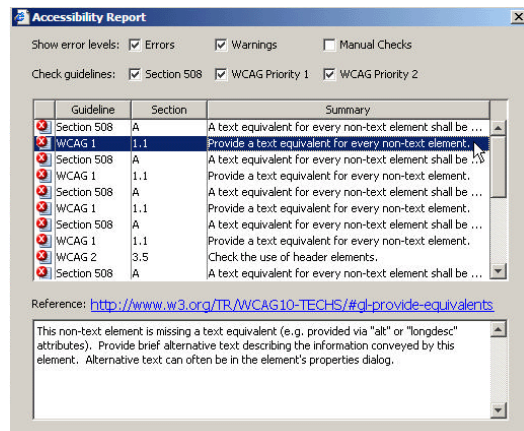 Accessibility Report
Show error levels: Errors Warnings Manual Checks
Check guidelines: Section 508 WCAG Priority 1 WCAG Priority 2
Guideline Section Summary
Section 508 A A text equivalent for every non-text element shall be ...
WCAG 1 1.1 Provide a text equivalent for every non-text element.
Section 508 A A text equivalent for every non-text element shall be ...
WCAG 1 1.1 Provide a text equivalent for every non-text element.
Section 508 A A text equivalent for every non-text element shall be ...
WCAG 1 1.1 Provide a text equivalent for every non-text element.
Section 508 A A text equivalent for every non-text element shall be ...
WCAG 1 1.1 Provide a text equivalent for every non-text element.
WCAG 2 3.5 Check the use of header elements.
Section 508 A A text equivalent for every non-text element shall be ...
Reference: http://www.w3.org/TR/WCAG10-TECHS/#gl-provide-equivalents
This non-text element is missing a text equivalent (e.g. provided via "alt" or "longdesc"
attributes). Provide brief alternative text describing the information conveyed by this
element. Alternative text can often be in the element's properties dialog.